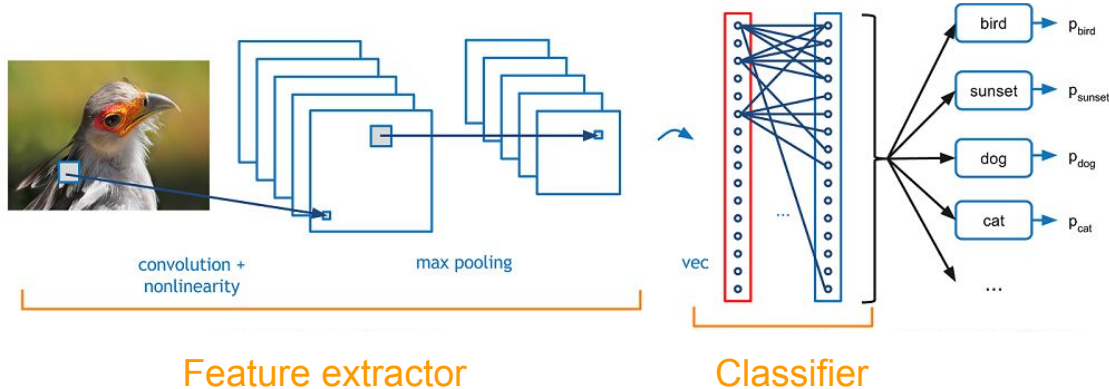 convolution +
nonlinearity
max pooling
vec
...
bird
p_bird
sunset
p_sunset
dog
p_dog
cat
p_cat
...
Feature extractor
Classifier